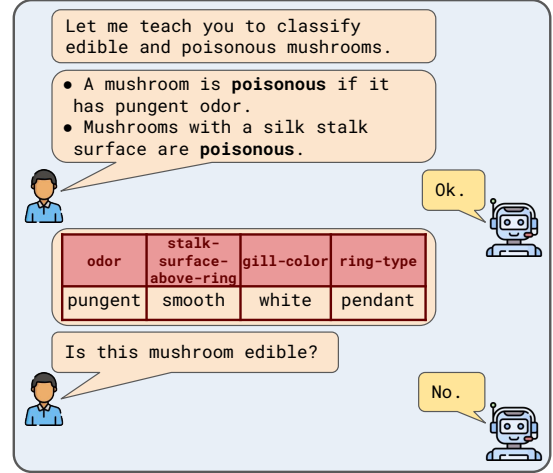 Let me teach you to classify
edible and poisonous mushrooms.
● A mushroom is poisonous if it
has pungent odor.
● Mushrooms with a silk stalk
surface are poisonous.
Ok.
odor stalk-surface-above-ring gill-color ring-type
pungent smooth white pendant
Is this mushroom edible?
No.